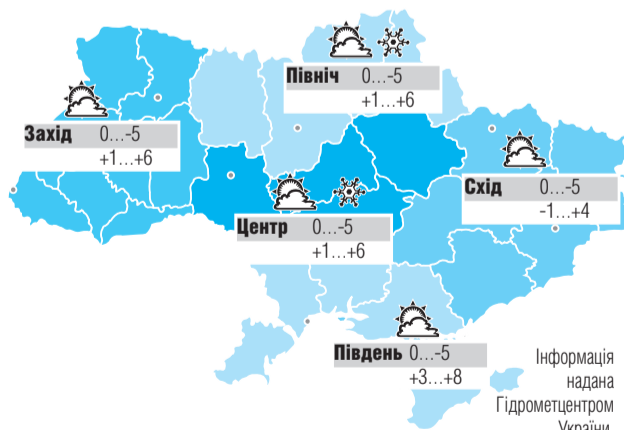 Північ 0...-5
+1...+6
Захід 0...-5
+1...+6
Схід 0...-5
-1...+4
Центр 0...-5
+1...+6
Південь 0...-5
+3...+8
Інформація
надана
Гідрометцентром
України.